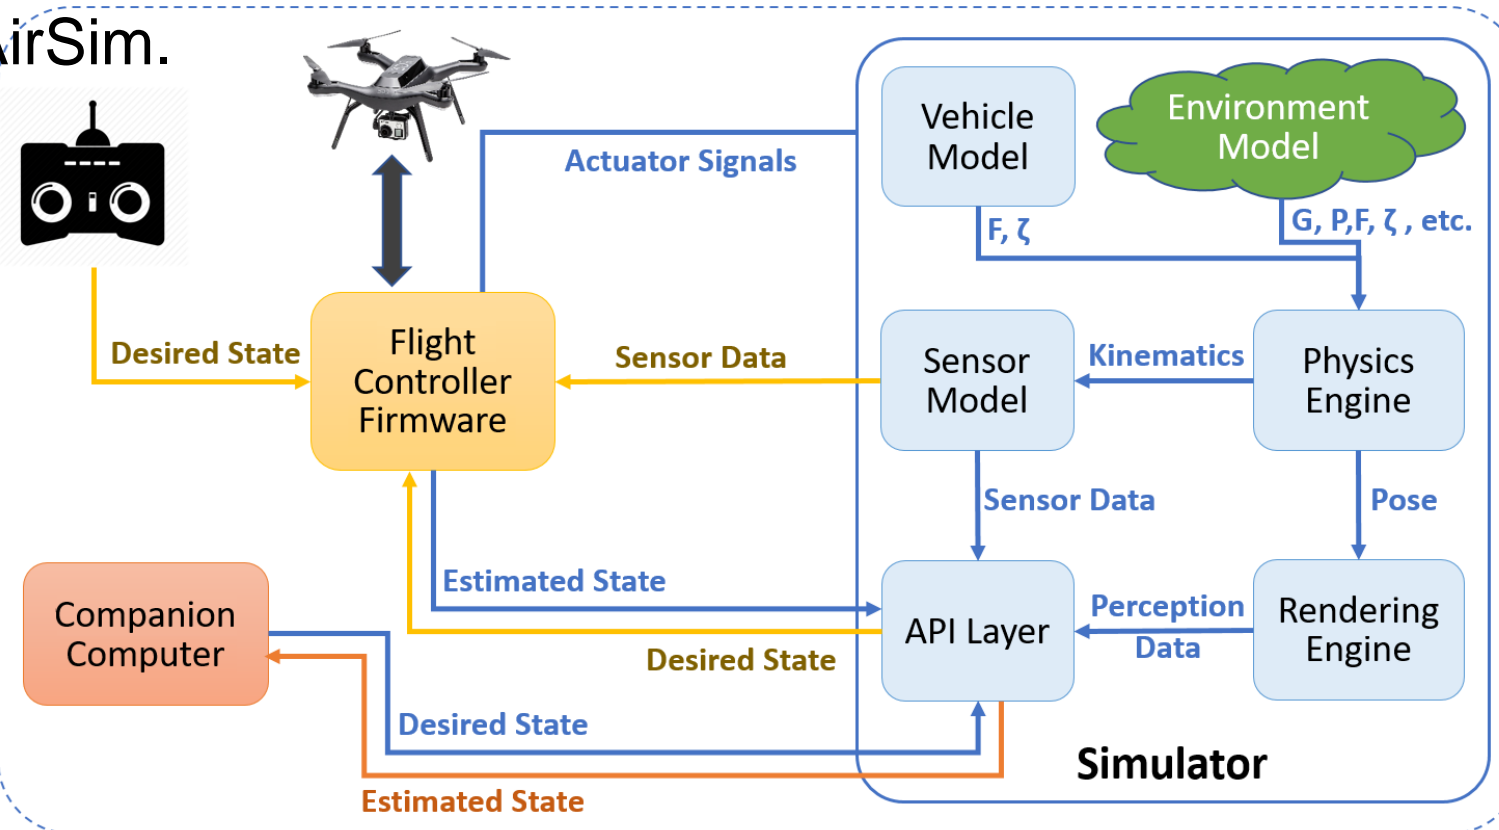 AirSim.
Vehicle
Model
Environment
Model
Actuator Signals
F, ζ
G, P,F, ζ , etc.
Flight
Controller
Firmware
Desired State
Sensor Data
Sensor
Model
Kinematics
Physics
Engine
Sensor Data
Pose
Estimated State
Companion
Computer
API Layer
Perception
Data
Rendering
Engine
Desired State
Desired State
Estimated State
Simulator